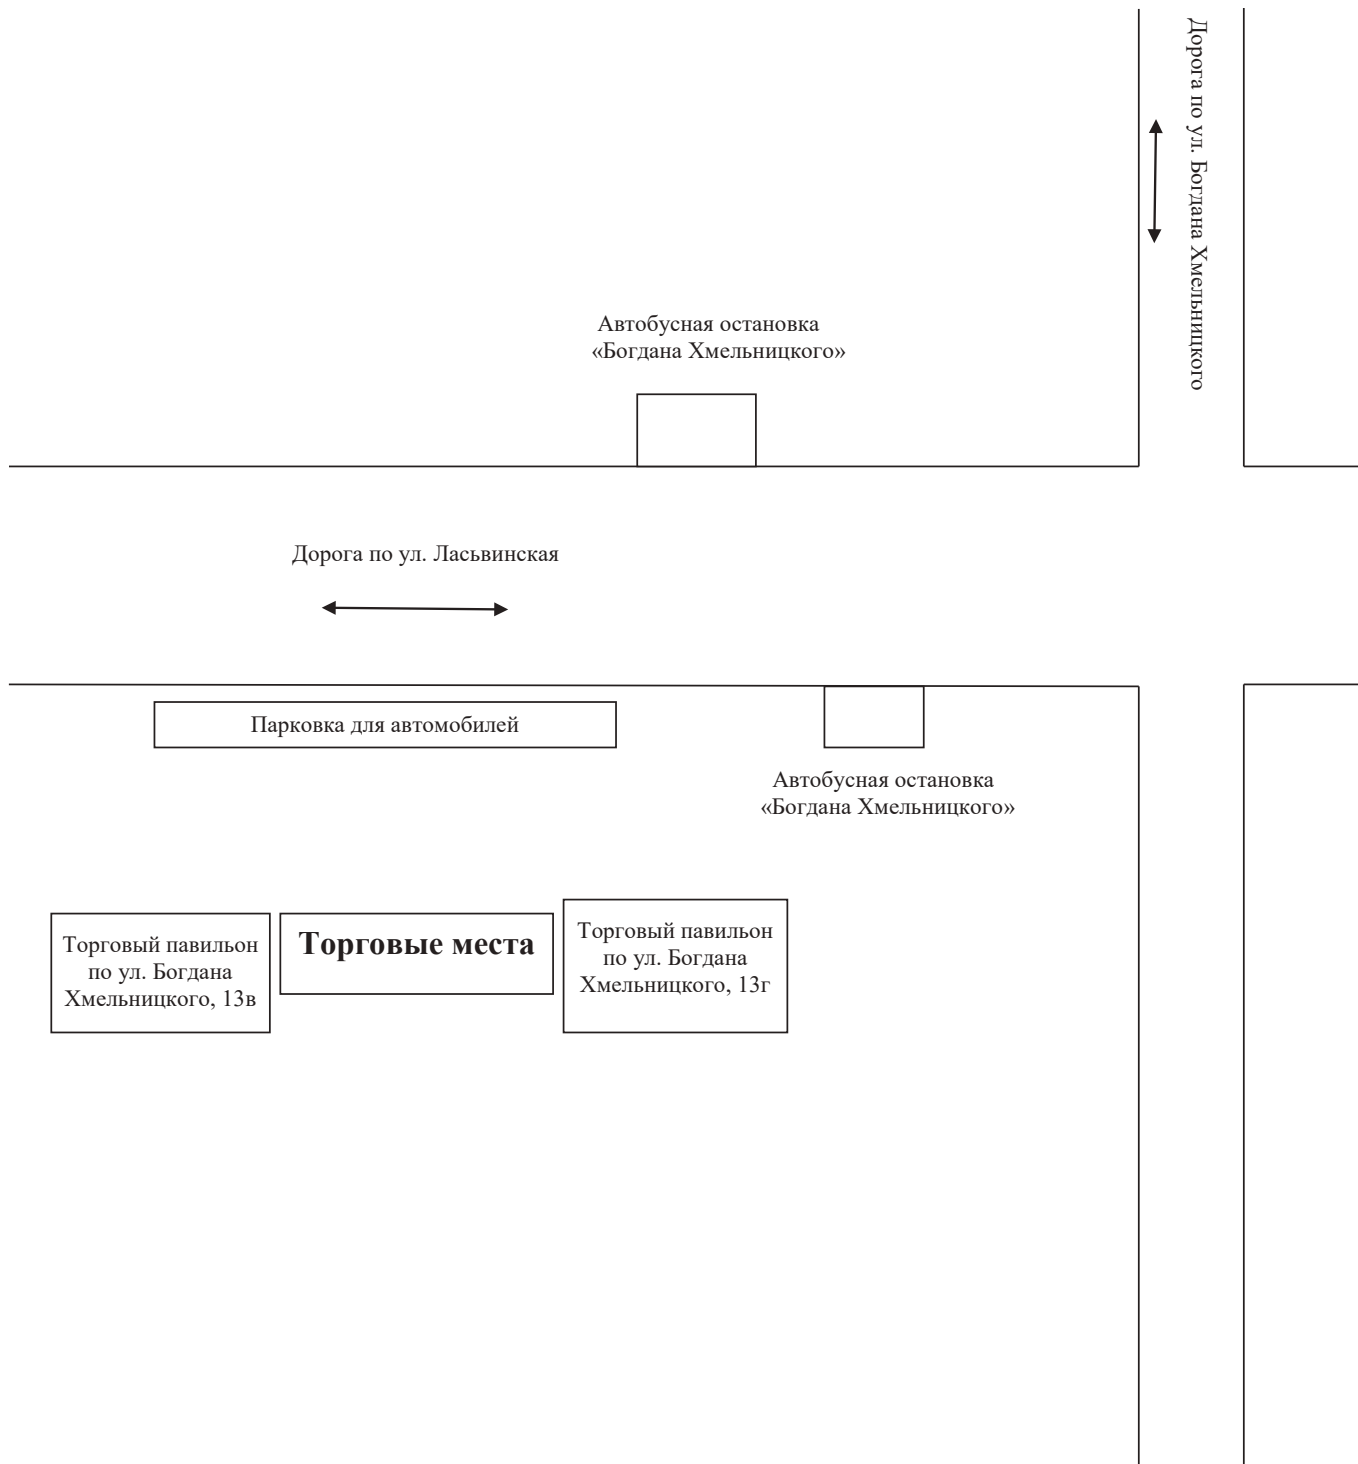 Дорога по ул. Богдана Хмельницкого
Автобусная остановка
«Богдана Хмельницкого»
Дорога по ул. Ласьвинская
Парковка для автомобилей
Автобусная остановка
«Богдана Хмельницкого»
Торговый павильон
по ул. Богдана
Хмельницкого, 13в
Торговые места
Торговый павильон
по ул. Богдана
Хмельницкого, 13г